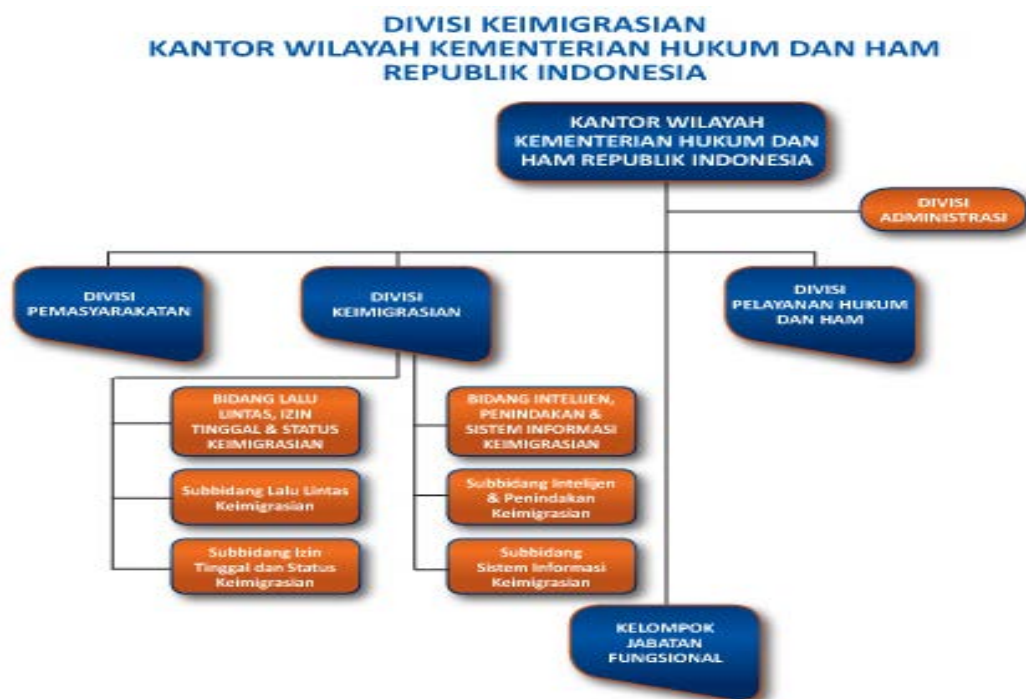 DIVISI KEIMIGRASIAN
KANTOR WILAYAH KEMENTERIAN HUKUM DAN HAM
REPUBLIK INDONESIA
KANTOR WILAYAH
KEMENTERIAN HUKUM DAN
HAM REPUBLIK INDONESIA
DIVISI
ADMINISTRASI
DIVISI
PEMASYARAKATAN
DIVISI
KEIMIGRASIAN
DIVISI
PELAYANAN HUKUM
DAN HAM
BIDANG LALU
LINTAS, IZIN
TINGGAL & STATUS
KEIMIGRASIAN
BIDANG INTELIJEN,
PENINDAKAN &
SISTEM INFORMASI
KEIMIGRASIAN
Subbidang Lalu Lintas
Keimigrasian
Subbidang Intelijen
& Penindakan
Keimigrasian
Subbidang Izin
Tinggal dan Status
Keimigrasian
Subbidang
Sistem Informasi
Keimigrasian
KELOMPOK
JABATAN
FUNGSIONAL